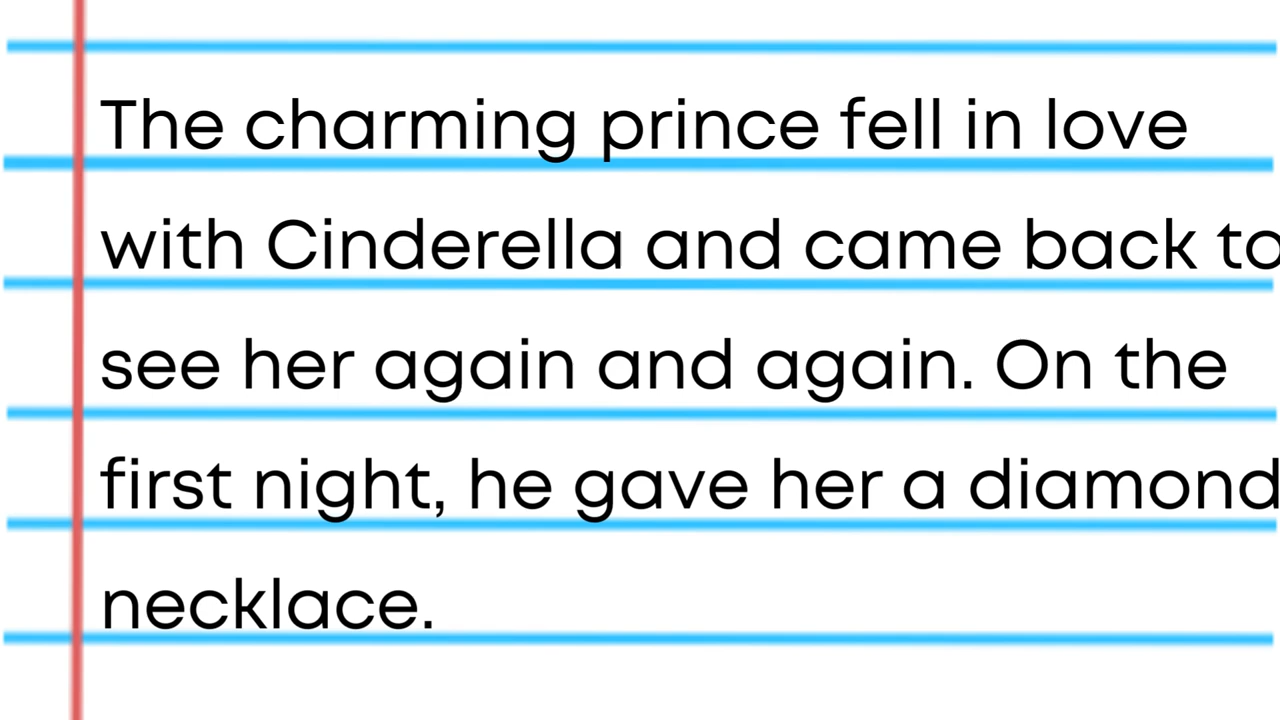 The charming prince fell in love
with Cinderella and came back to
see her again and again. On the
first night, he gave her a diamond
necklace.